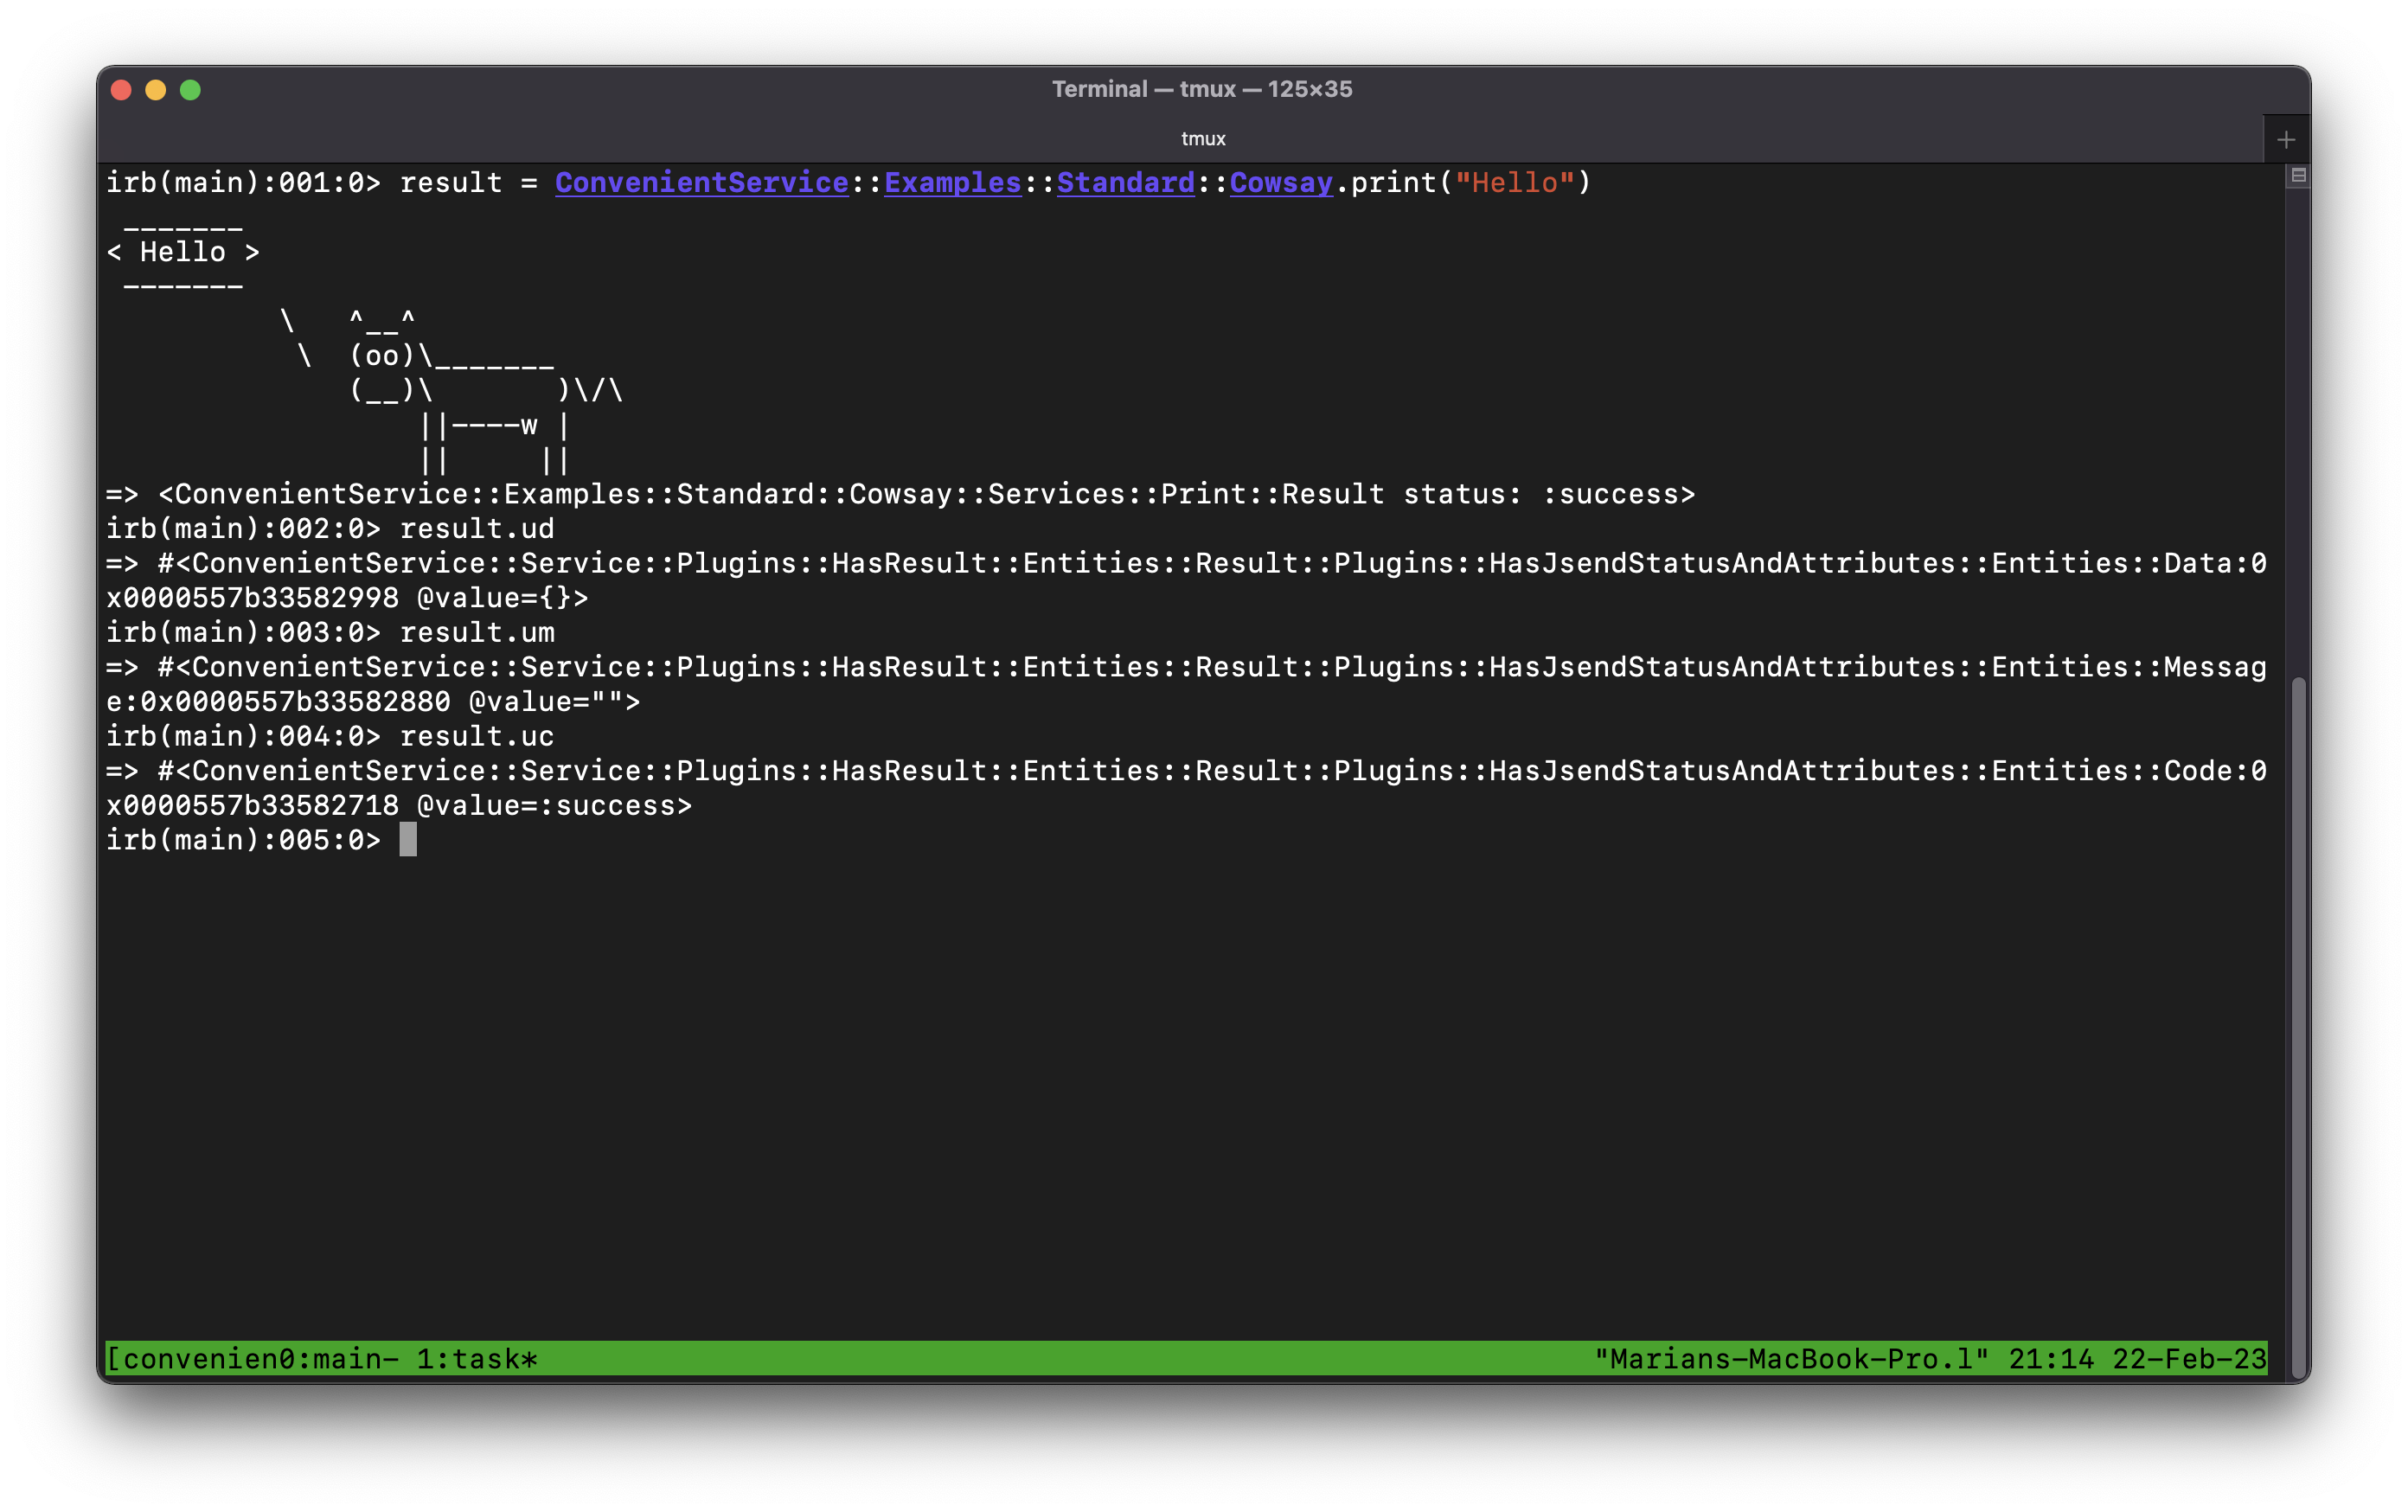 Terminal — tmux — 125×35
tmux
irb(main):001:0> result = ConvenientService::Examples::Standard::Cowsay.print("Hello")
 _______
< Hello >
 -------
          \   ^__^
           \  (oo)\_______
              (__)\       )\/\
                  ||----w |
                  ||     ||
=> <ConvenientService::Examples::Standard::Cowsay::Services::Print::Result status: :success>
irb(main):002:0> result.ud
=> #<ConvenientService::Service::Plugins::HasResult::Entities::Result::Plugins::HasJsendStatusAndAttributes::Entities::Data:0
x0000557b33582998 @value={}>
irb(main):003:0> result.um
=> #<ConvenientService::Service::Plugins::HasResult::Entities::Result::Plugins::HasJsendStatusAndAttributes::Entities::Messag
e:0x0000557b33582880 @value="">
irb(main):004:0> result.uc
=> #<ConvenientService::Service::Plugins::HasResult::Entities::Result::Plugins::HasJsendStatusAndAttributes::Entities::Code:0
x0000557b33582718 @value=:success>
irb(main):005:0>
[convenien0:main- 1:task* "Marians-MacBook-Pro.l" 21:14 22-Feb-23